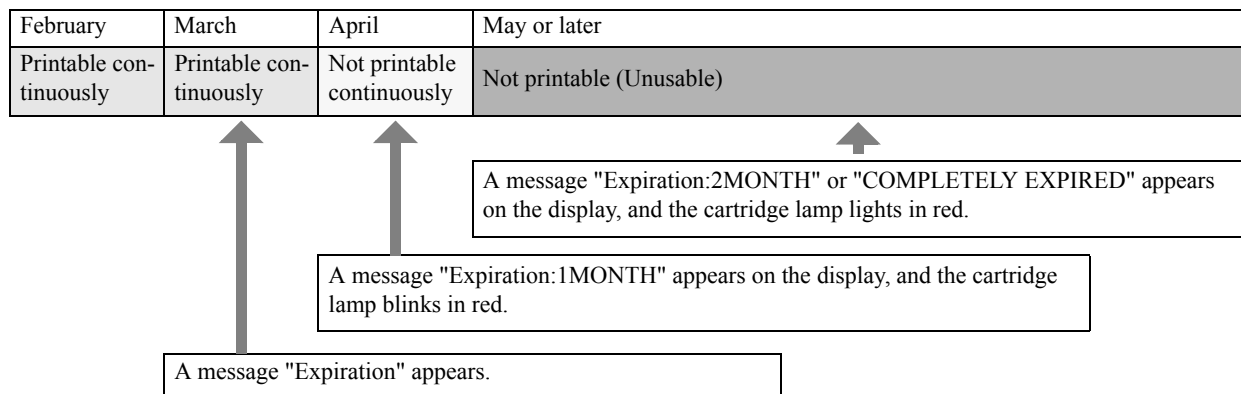 February
March
April
May or later
Printable con-
tinuously
Printable con-
tinuously
Not printable
continuously
Not printable (Unusable)
A message "Expiration:2MONTH" or "COMPLETELY EXPIRED" appears
on the display, and the cartridge lamp lights in red.
A message "Expiration:1MONTH" appears on the display, and the cartridge
lamp blinks in red.
A message "Expiration" appears.